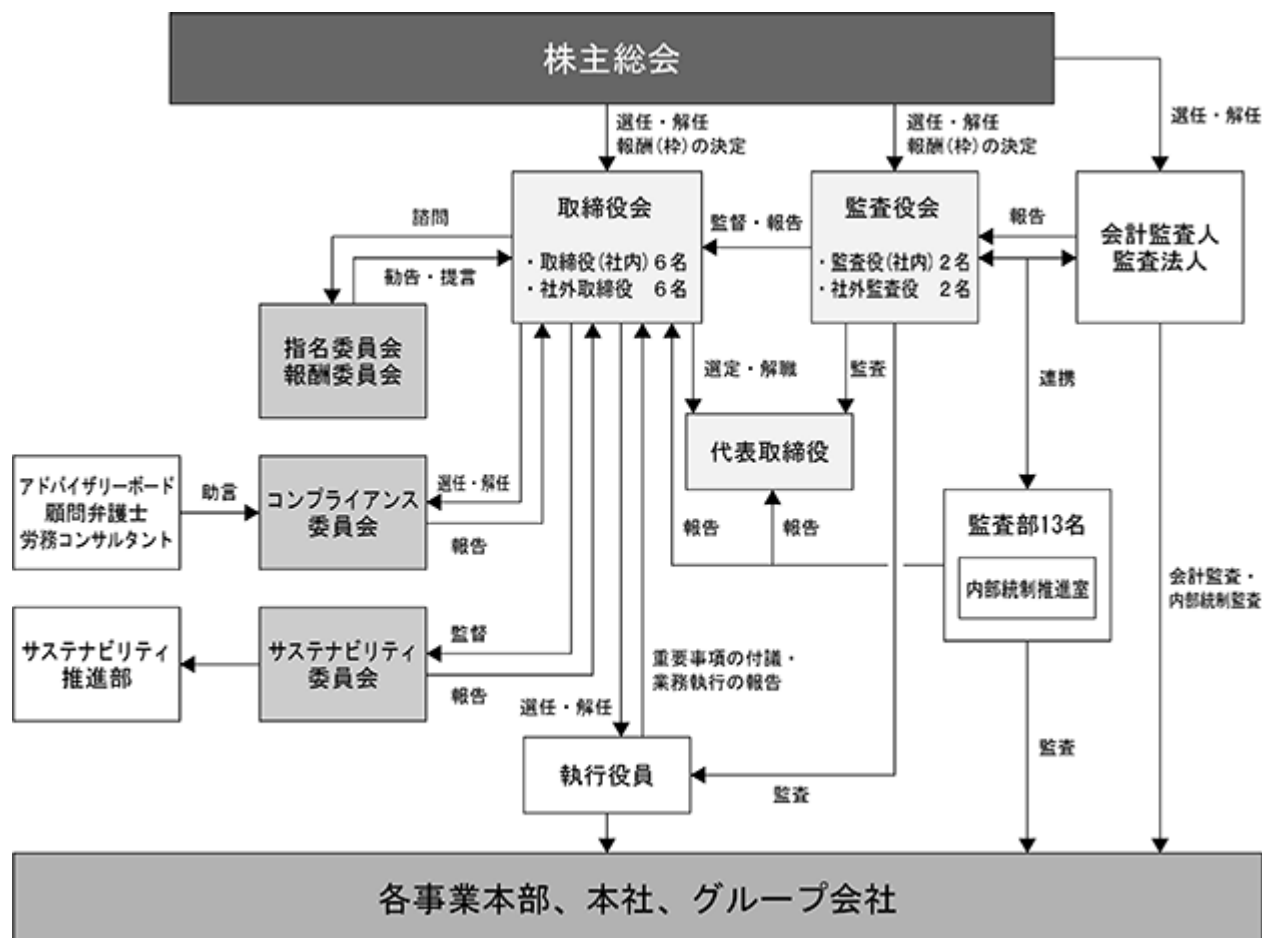 株主総会
選任・解任
報酬(枠)の決定
選任・解任
報酬(枠)の決定
選任・解任
取締役会
・取締役(社内)6名
・社外取締役 6名
監督・報告
監査役会
・監査役(社内)2名
・社外監査役 2名
報告
会計監査人
監査法人
諮問
勧告・提言
指名委員会
報酬委員会
選定・解職
監査
連携
代表取締役
アドバイザリーボード
顧問弁護士
労務コンサルタント
助言
コンプライアンス
委員会
選任・解任
報告
報告
報告
監査部13名
内部統制推進室
会計監査・
内部統制監査
サステナビリティ
推進部
サステナビリティ
委員会
監督
報告
重要事項の付議・
業務執行の報告
選任・解任
執行役員
監査
監査
各事業本部、本社、グループ会社